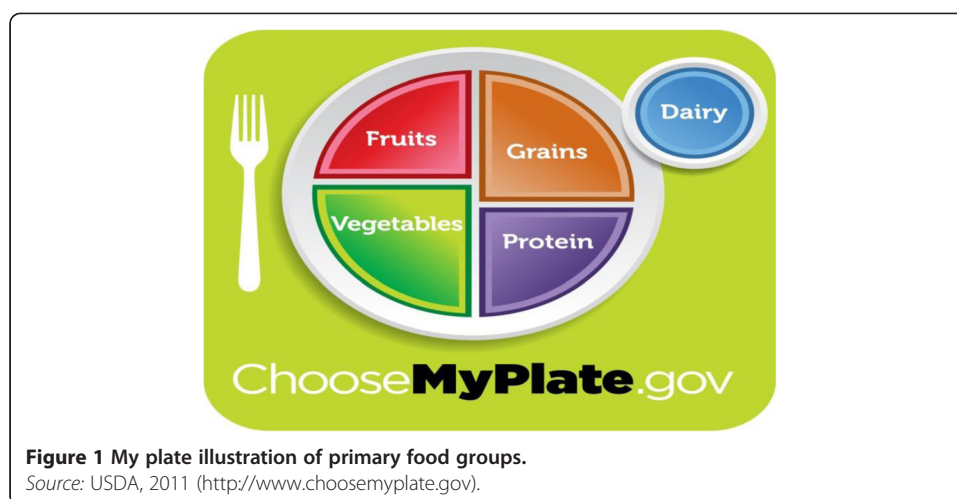 Fruits
Grains
Dairy
Vegetables
Protein
ChooseMyPlate.gov
Figure 1 My plate illustration of primary food groups.
Source: USDA, 2011 (http://www.choosemyplate.gov).